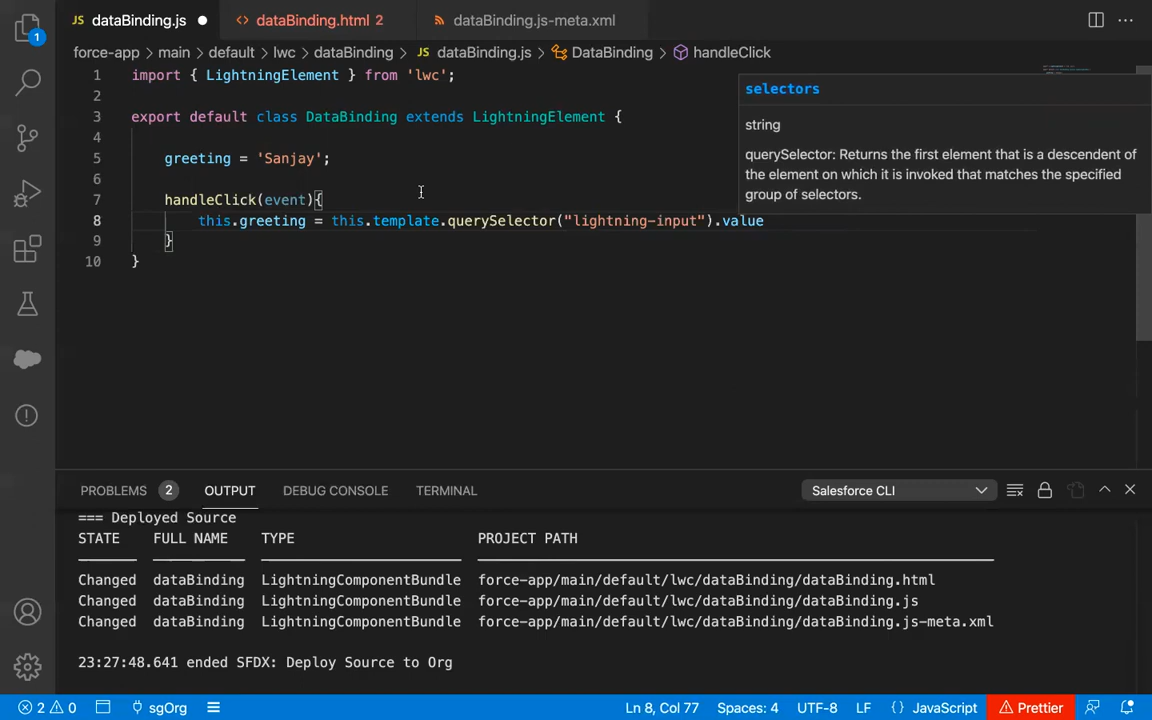 JS dataBinding.js
<> dataBinding.html 2
dataBinding.js-meta.xml
force-app > main > default > lwc > dataBinding > JS dataBinding.js > DataBinding > handleClick
1 import { LightningElement } from 'lwc';
2
3 export default class DataBinding extends LightningElement {
4
5 greeting = 'Sanjay';
6
7 handleClick(event){
8 this.greeting = this.template.querySelector("lightning-input").value
9 }
10 }
selectors
string
querySelector: Returns the first element that is a descendent of
the element on which it is invoked that matches the specified
group of selectors.
1
PROBLEMS 2 OUTPUT DEBUG CONSOLE TERMINAL
Salesforce CLI
=== Deployed Source
STATE FULL NAME TYPE PROJECT PATH
Changed dataBinding LightningComponentBundle force-app/main/default/lwc/dataBinding/dataBinding.html
Changed dataBinding LightningComponentBundle force-app/main/default/lwc/dataBinding/dataBinding.js
Changed dataBinding LightningComponentBundle force-app/main/default/lwc/dataBinding/dataBinding.js-meta.xml
23:27:48.641 ended SFDX: Deploy Source to Org
2 0 sgOrg Ln 8, Col 77 Spaces: 4 UTF-8 LF {} JavaScript Prettier